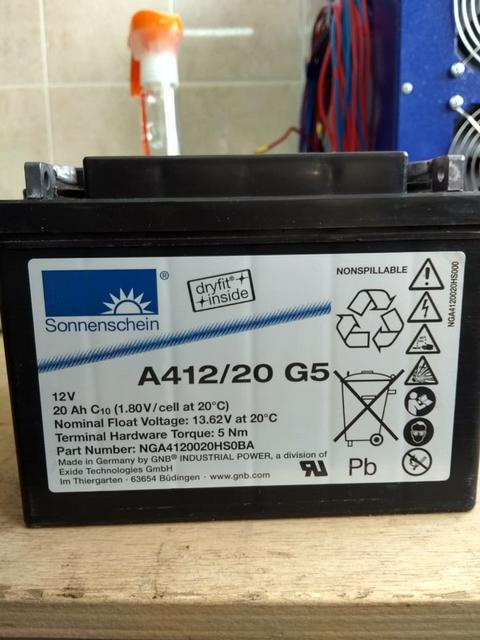 Sonnenschein
®
dryfit® inside
NONSPILLABLE
NGA4120020HS000
A412/20 G5
12V
20 Ah C10 (1.80V/cell at 20°C)
Nominal Float Voltage: 13.62V at 20°C
Terminal Hardware Torque: 5 Nm
Part Number: NGA4120020HS0BA
Made in Germany by GNB® INDUSTRIAL POWER, a division of
Exide Technologies GmbH
Im Thiergarten · 63654 Büdingen · www.gnb.com
Pb